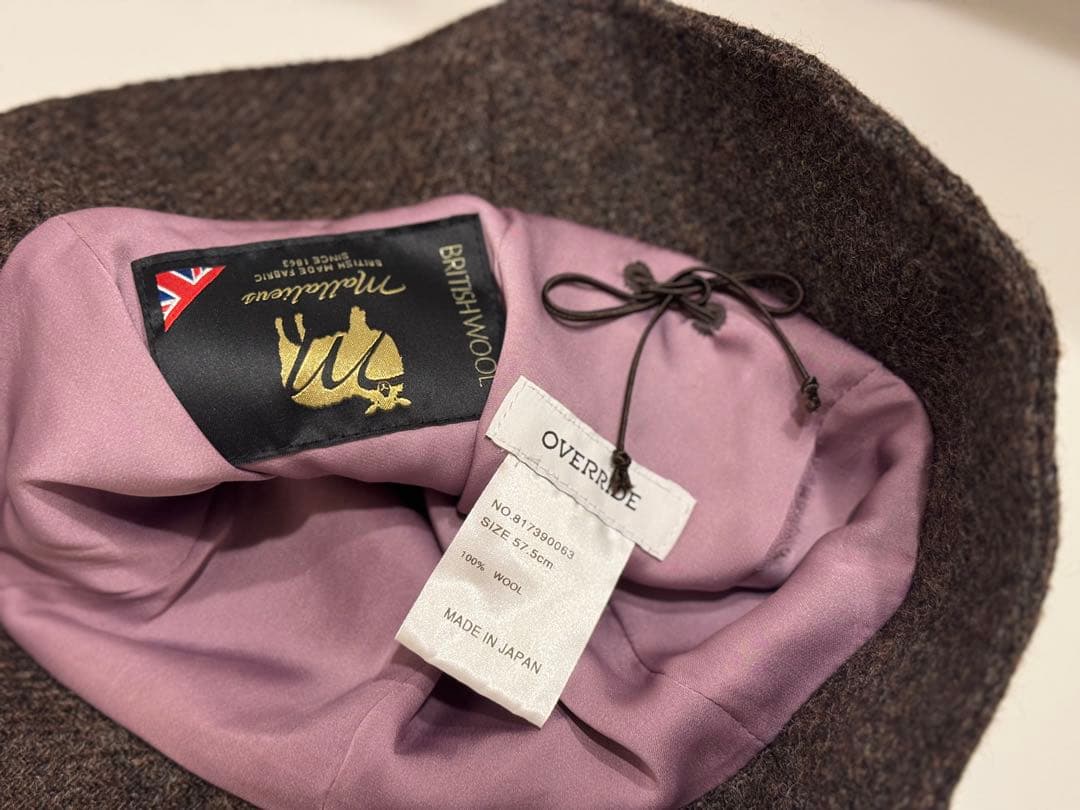 BRITISH WOOL
Mallalieus
BRITISH MADE FABRIC
SINCE 1863
M
OVERRIDE
NO.817390063
SIZE 57.5cm
100% WOOL
MADE IN JAPAN